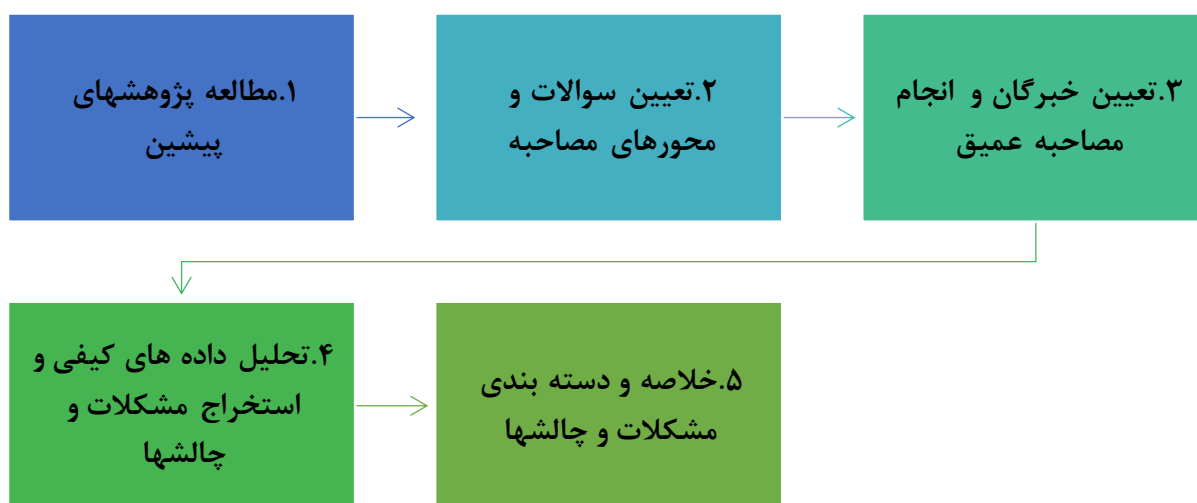 ۱.مطالعه پژوهشهای
پیشین
۲.تعیین سوالات و
محورهای مصاحبه
۳.تعیین خبرگان و انجام
مصاحبه عمیق
۴.تحلیل داده های کیفی و
استخراج مشکلات و
چالشها
۵.خلاصه و دسته بندی
مشکلات و چالشها